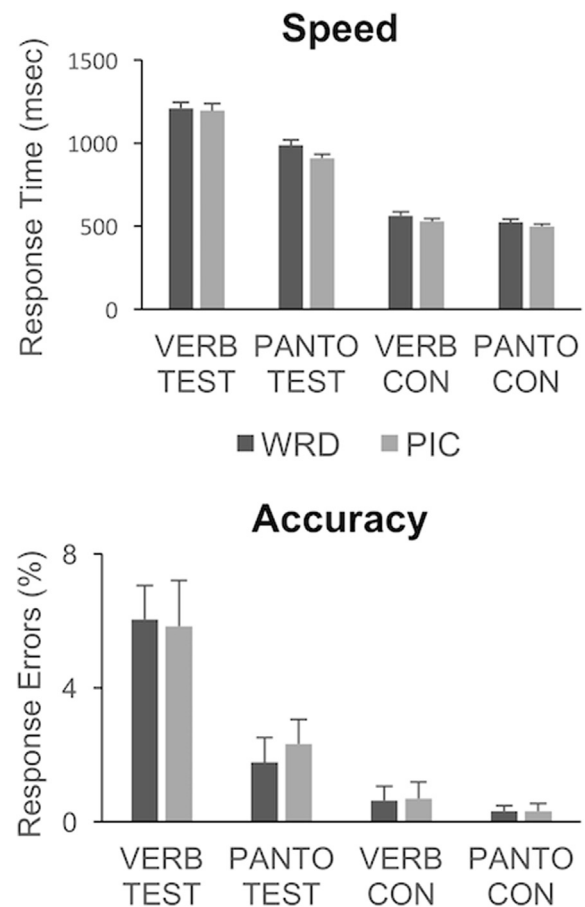 Speed
Response Time (msec)
1500
1000
500
0
VERB PANTO VERB PANTO
TEST TEST CON CON
WRD PIC
Accuracy
Response Errors (%)
8
4
0
VERB PANTO VERB PANTO
TEST TEST CON CON